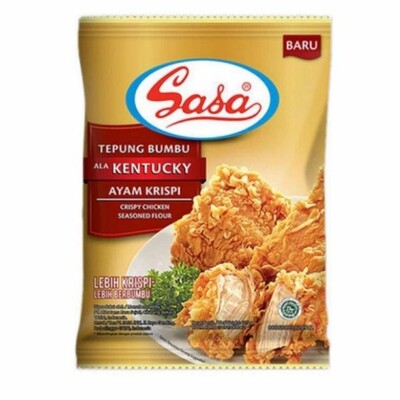 BARU
Sasa®
TEPUNG BUMBU
ALA KENTUCKY
AYAM KRISPI
CRISPY CHICKEN
SEASONED FLOUR
LEBIH KRISPI
LEBIH BERBUMBU